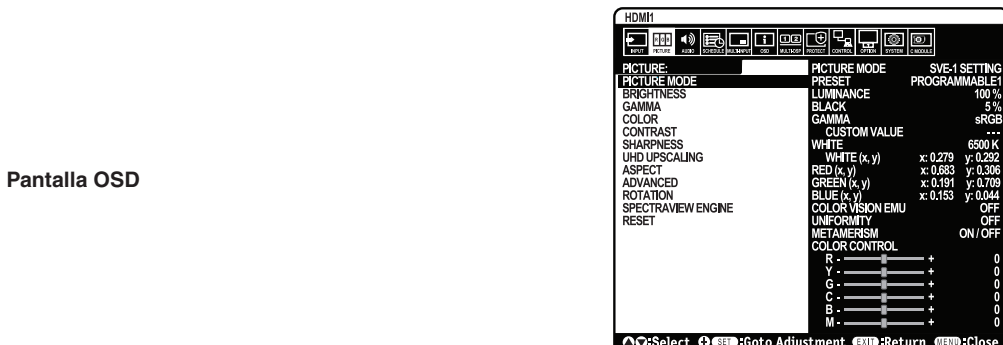 Pantalla OSD
HDMI1
INPUT PICTURE AUDIO SCHEDULE MULTI-INPUT OSD MULTI-DSP PROTECT CONTROL OPTION SYSTEM C MODULE
PICTURE:
PICTURE MODE
BRIGHTNESS
GAMMA
COLOR
CONTRAST
SHARPNESS
UHD UPSCALING
ASPECT
ADVANCED
ROTATION
SPECTRAVIEW ENGINE
RESET
PICTURE MODE SVE-1 SETTING
PRESET PROGRAMMABLE1
LUMINANCE 100 %
BLACK 5 %
GAMMA sRGB
CUSTOM VALUE ---
WHITE 6500 K
WHITE (x, y) x: 0.279 y: 0.292
RED (x, y) x: 0.683 y: 0.306
GREEN (x, y) x: 0.191 y: 0.709
BLUE (x, y) x: 0.153 y: 0.044
COLOR VISION EMU OFF
UNIFORMITY OFF
METAMERISM ON / OFF
COLOR CONTROL
R - + 0
Y - + 0
G - + 0
C - + 0
B - + 0
M - + 0
:Select SET :Goto Adjustment EXIT :Return MENU :Close